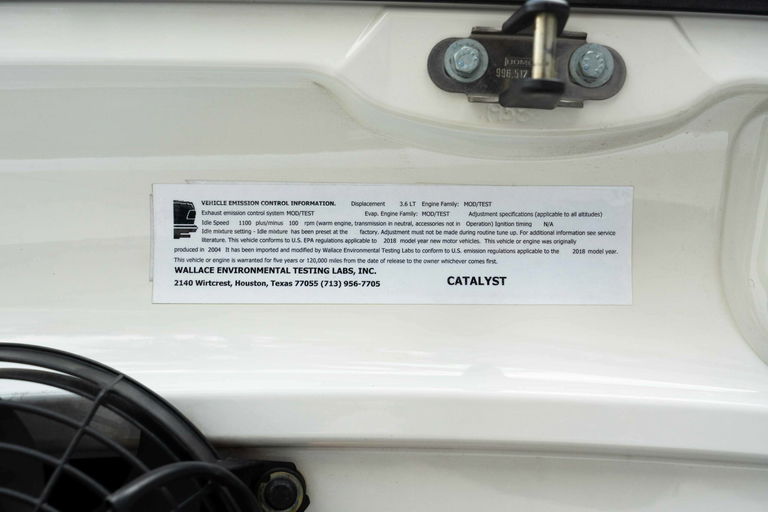 996.512
VEHICLE EMISSION CONTROL INFORMATION. Displacement 3.6 LT Engine Family: MOD/TEST
Exhaust emission control system MOD/TEST Evap. Engine Family: MOD/TEST Adjustment specifications (applicable to all altitudes)
Idle Speed 1100 plus/minus 100 rpm (warm engine, transmission in neutral, accessories not in Operation) Ignition timing N/A
Idle mixture setting - Idle mixture has been preset at the factory. Adjustment must not be made during routine tune up. For additional information see service
literature. This vehicle conforms to U.S. EPA regulations applicable to 2018 model year new motor vehicles. This vehicle or engine was originally
produced in 2004 It has been imported and modified by Wallace Environmental Testing Labs to conform to U.S. emission regulations applicable to the 2018 model year.
This vehicle or engine is warranted for five years or 120,000 miles from the date of release to the owner whichever comes first.
WALLACE ENVIRONMENTAL TESTING LABS, INC.
2140 Wirtcrest, Houston, Texas 77055 (713) 956-7705 CATALYST